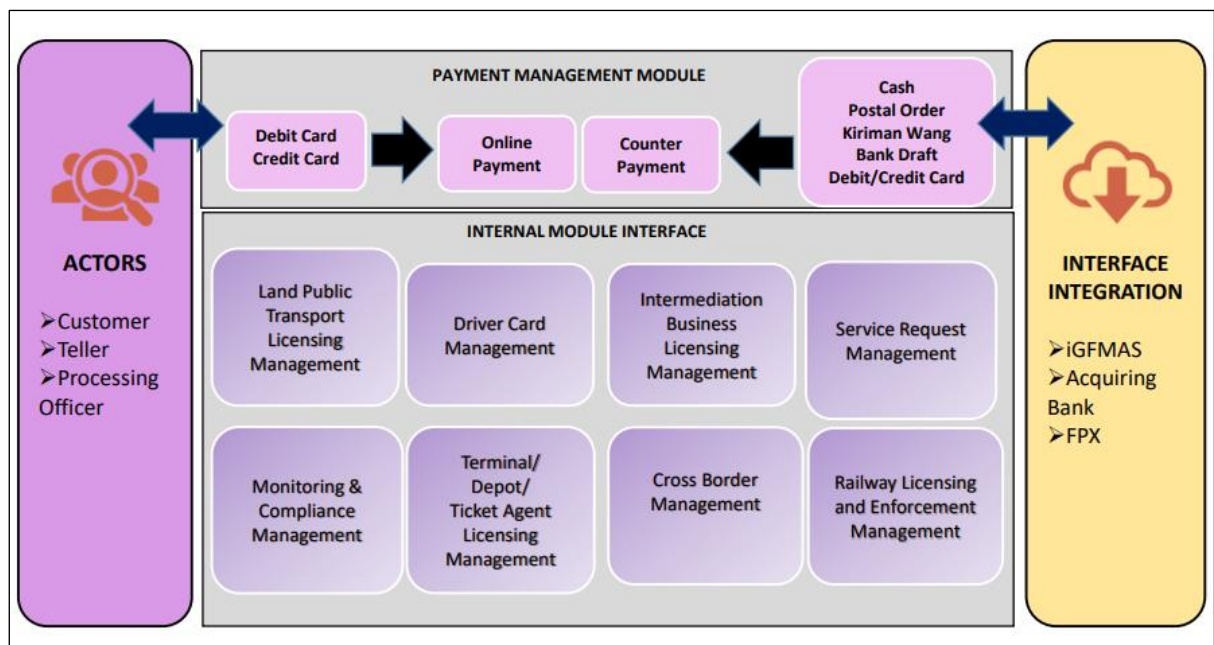 ACTORS
➢Customer
➢Teller
➢Processing
Officer
PAYMENT MANAGEMENT MODULE
Debit Card
Credit Card
Online
Payment
Counter
Payment
Cash
Postal Order
Kiriman Wang
Bank Draft
Debit/Credit Card
INTERNAL MODULE INTERFACE
Land Public
Transport
Licensing
Management
Driver Card
Management
Intermediation
Business
Licensing
Management
Service Request
Management
Monitoring &
Compliance
Management
Terminal/
Depot/
Ticket Agent
Licensing
Management
Cross Border
Management
Railway Licensing
and Enforcement
Management
INTERFACE
INTEGRATION
➢iGFMAS
➢Acquiring
Bank
➢FPX